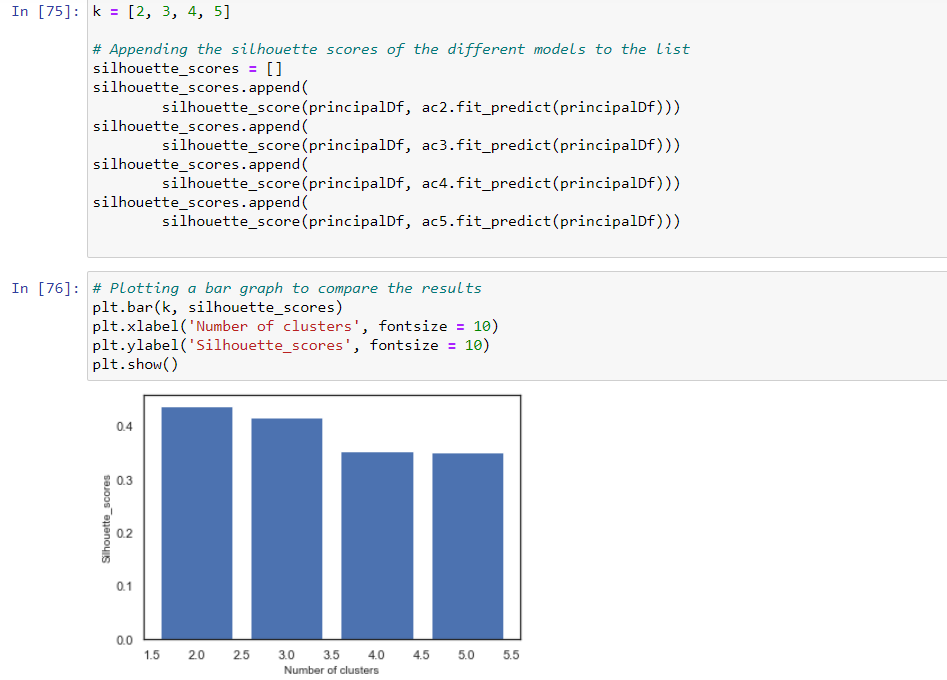 In [75]: k = [2, 3, 4, 5]
# Appending the silhouette scores of the different models to the list
silhouette_scores = []
silhouette_scores.append(
        silhouette_score(principalDf, ac2.fit_predict(principalDf)))
silhouette_scores.append(
        silhouette_score(principalDf, ac3.fit_predict(principalDf)))
silhouette_scores.append(
        silhouette_score(principalDf, ac4.fit_predict(principalDf)))
silhouette_scores.append(
        silhouette_score(principalDf, ac5.fit_predict(principalDf)))
In [76]: # Plotting a bar graph to compare the results
plt.bar(k, silhouette_scores)
plt.xlabel('Number of clusters', fontsize = 10)
plt.ylabel('Silhouette_scores', fontsize = 10)
plt.show()
Silhouette_scores
0.4
0.3
0.2
0.1
0.0
1.5 2.0 2.5 3.0 3.5 4.0 4.5 5.0 5.5
Number of clusters